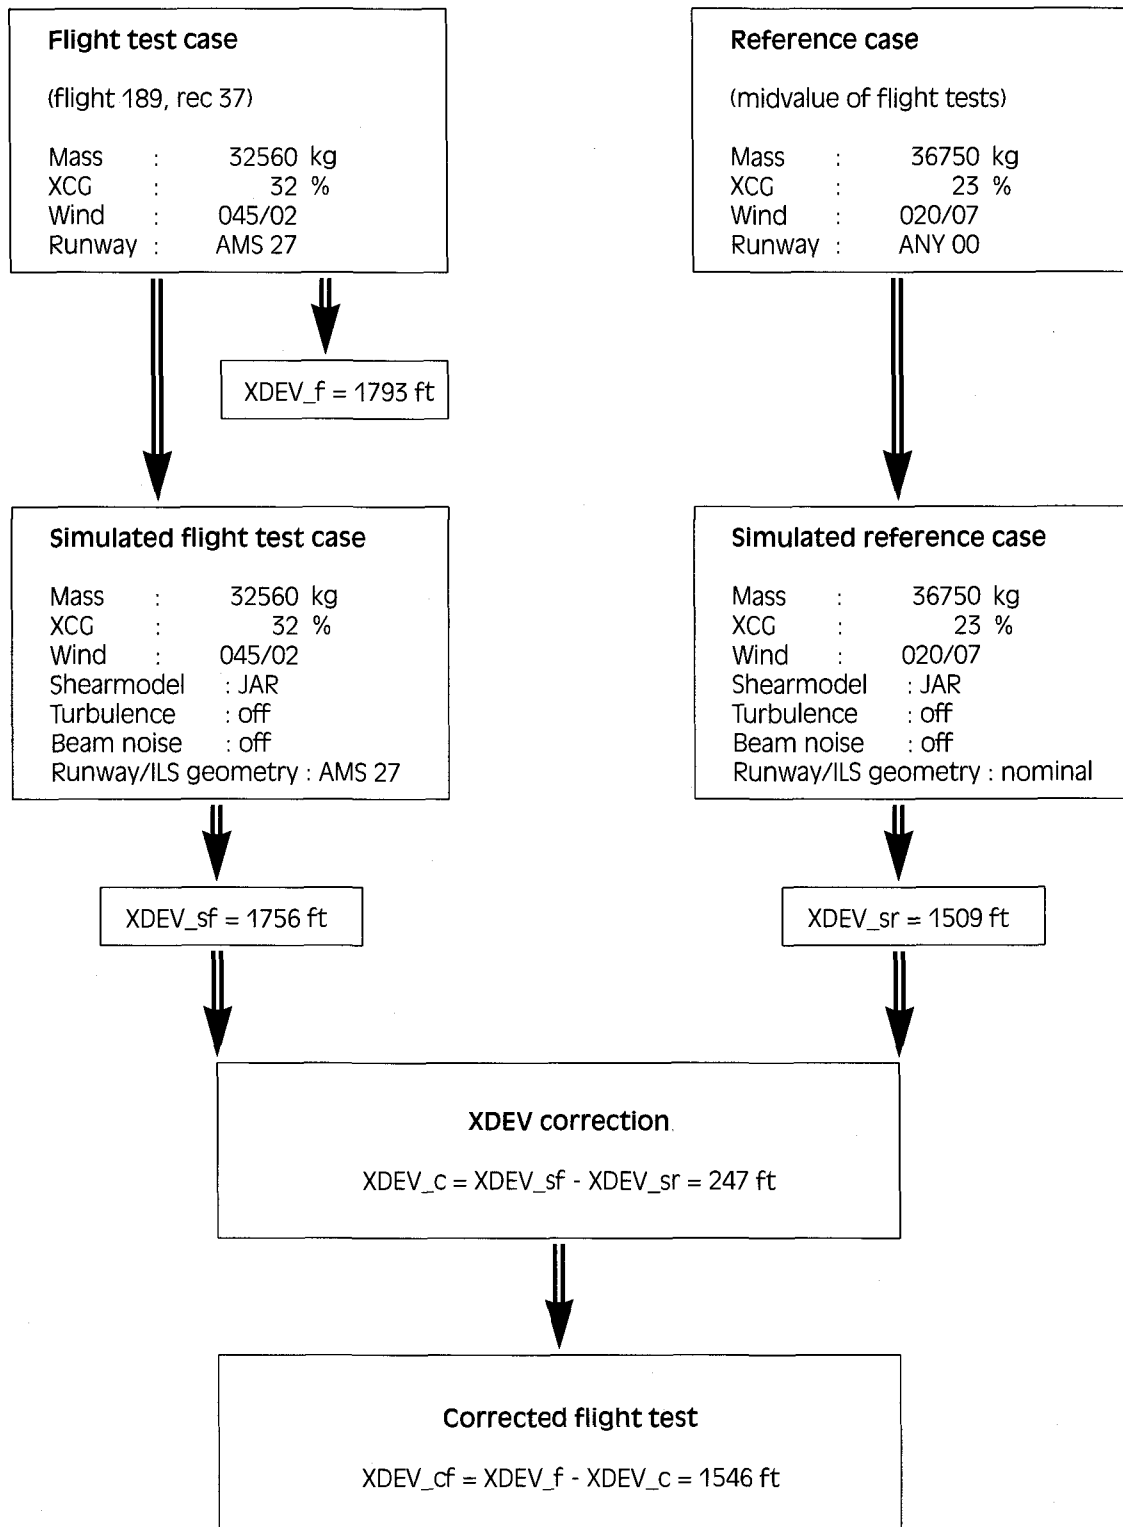 Flight test case
(flight 189, rec 37)
Mass : 32560 kg
XCG : 32 %
Wind : 045/02
Runway : AMS 27
Reference case
(midvalue of flight tests)
Mass : 36750 kg
XCG : 23 %
Wind : 020/07
Runway : ANY 00
XDEV_f = 1793 ft
Simulated flight test case
Mass : 32560 kg
XCG : 32 %
Wind : 045/02
Shearmodel : JAR
Turbulence : off
Beam noise : off
Runway/ILS geometry : AMS 27
Simulated reference case
Mass : 36750 kg
XCG : 23 %
Wind : 020/07
Shearmodel : JAR
Turbulence : off
Beam noise : off
Runway/ILS geometry : nominal
XDEV_sf = 1756 ft
XDEV_sr = 1509 ft
XDEV correction
XDEV_c = XDEV_sf - XDEV_sr = 247 ft
Corrected flight test
XDEV_cf = XDEV_f - XDEV_c = 1546 ft